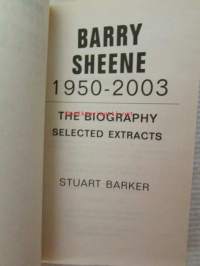 BARRY
SHEENE
1950-2003
THE BIOGRAPHY
SELECTED EXTRACTS
STUART BARKER